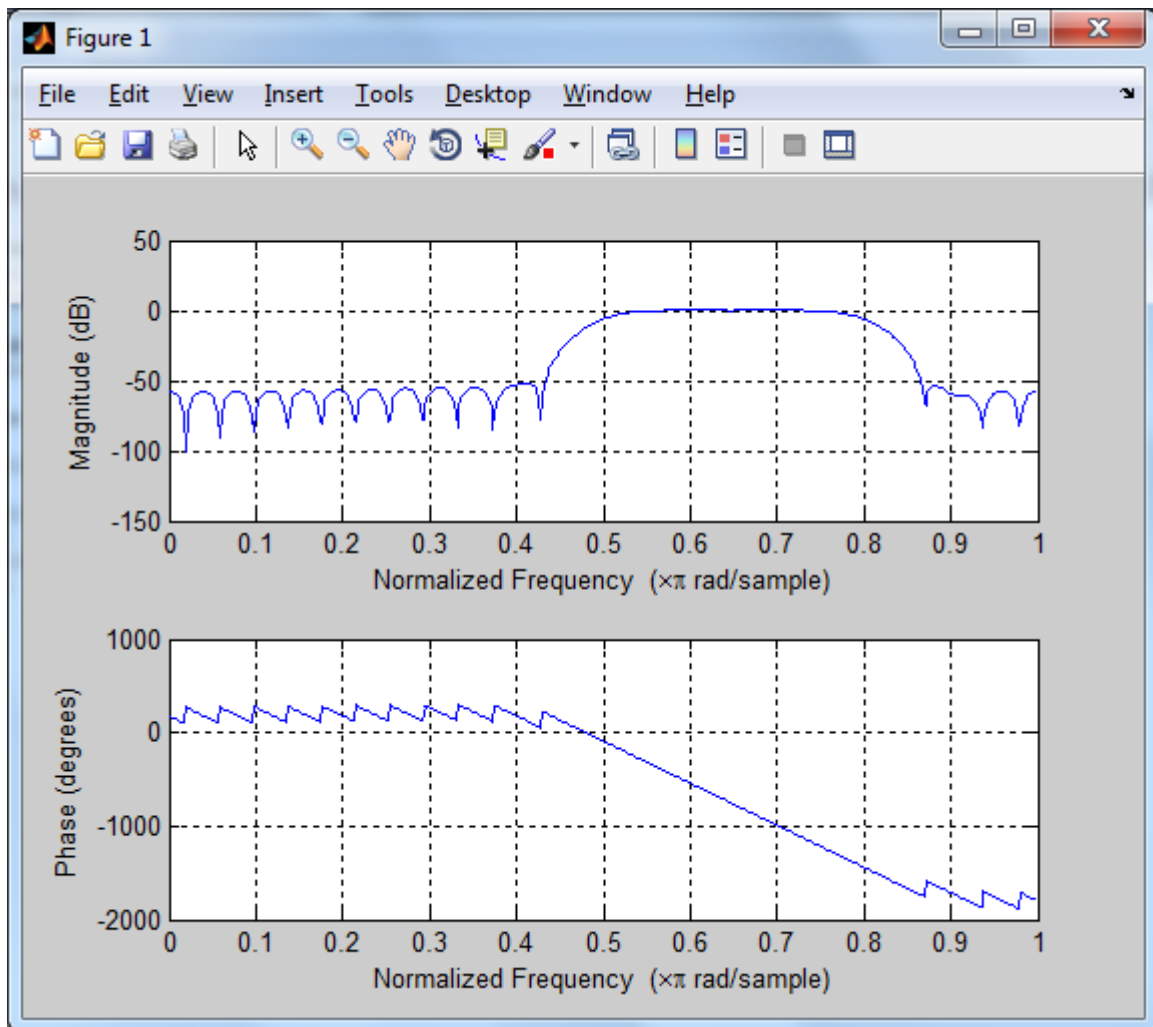 Figure 1
File Edit View Insert Tools Desktop Window Help
50
0
-50
-100
-150
Magnitude (dB)
0 0.1 0.2 0.3 0.4 0.5 0.6 0.7 0.8 0.9 1
Normalized Frequency (×π rad/sample)
1000
0
-1000
-2000
Phase (degrees)
0 0.1 0.2 0.3 0.4 0.5 0.6 0.7 0.8 0.9 1
Normalized Frequency (×π rad/sample)